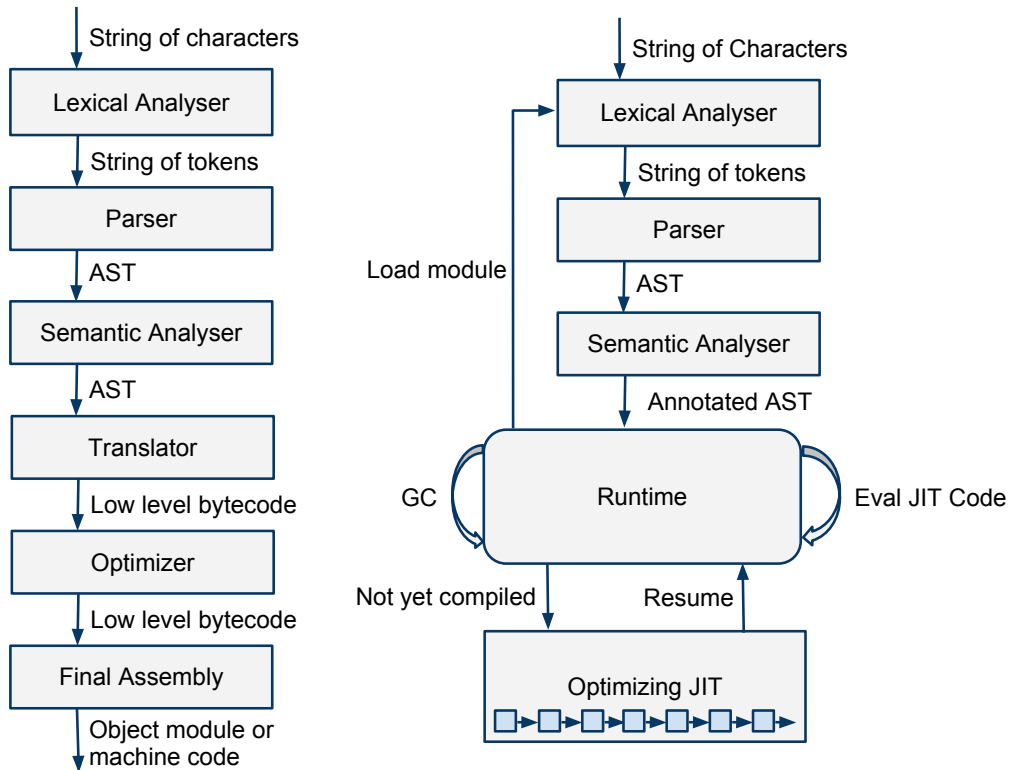 String of characters
Lexical Analyser
String of tokens
Parser
AST
Semantic Analyser
AST
Translator
Low level bytecode
Optimizer
Low level bytecode
Final Assembly
Object module or
machine code
String of Characters
Lexical Analyser
String of tokens
Parser
Load module
AST
Semantic Analyser
Annotated AST
GC
Runtime
Eval JIT Code
Not yet compiled
Resume
Optimizing JIT